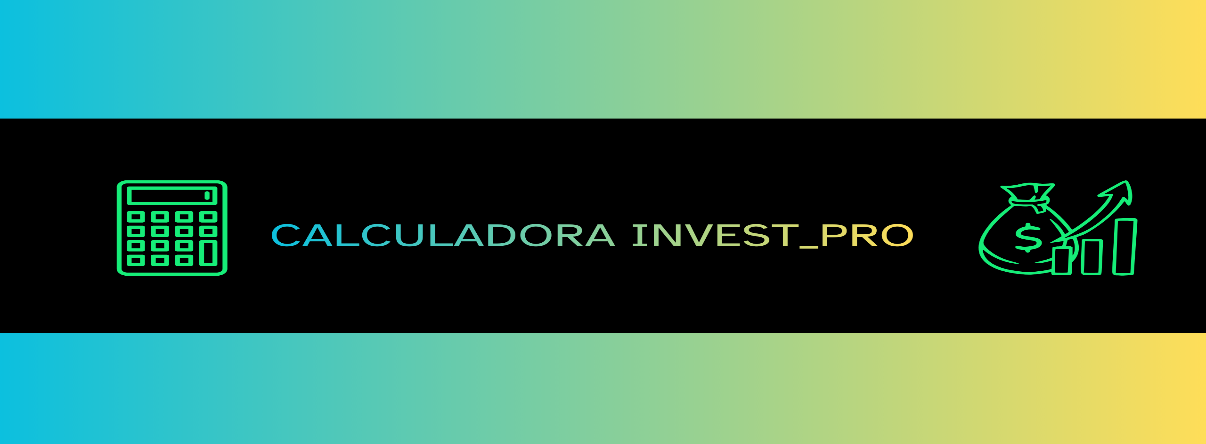 CALCULADORA INVEST_PRO
$